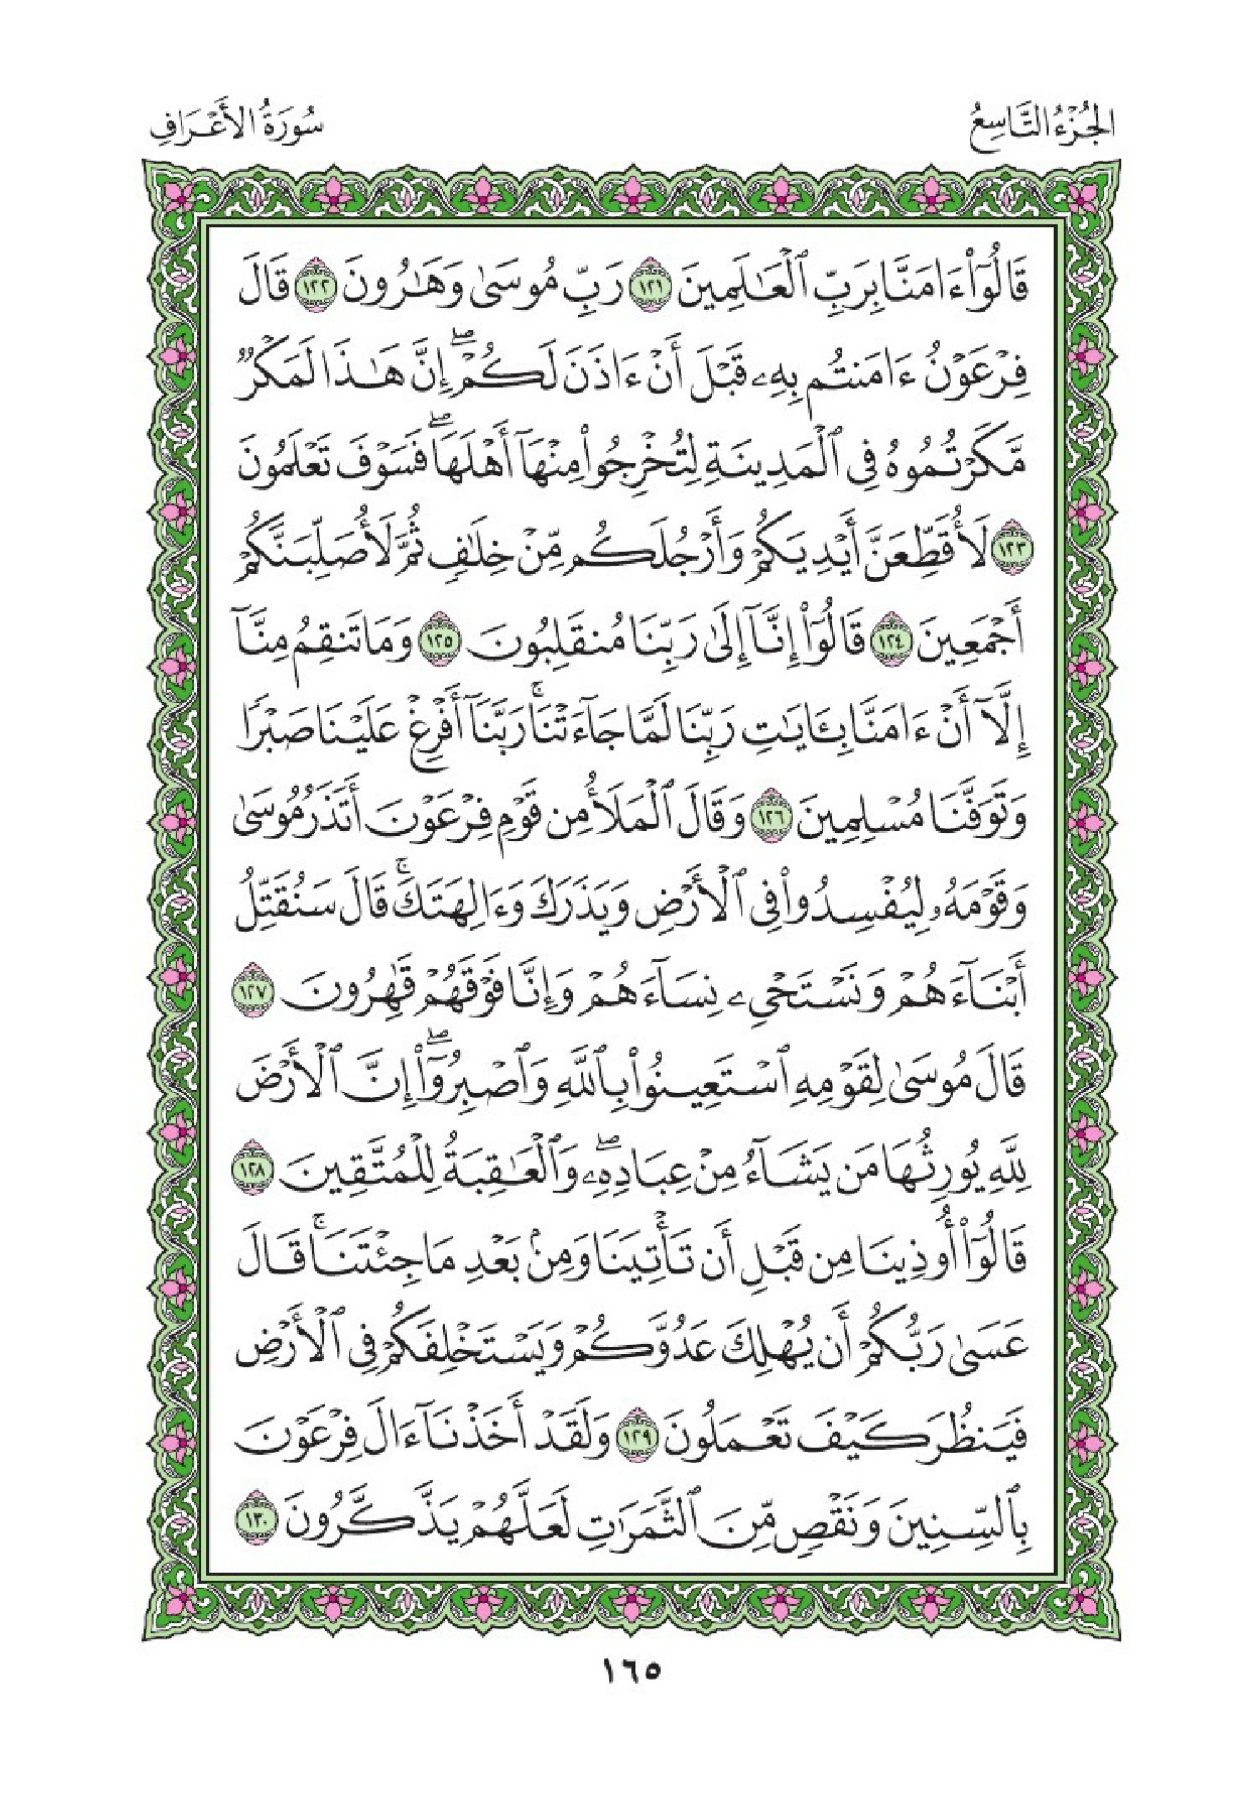 الجُزْءُ التَّاسِعُ
سُورَةُ الأَعْرَافِ
قَالُوٓاْ ءَامَنَّا بِرَبِّ ٱلْعَٰلَمِينَ ١٢١ رَبِّ مُوسَىٰ وَهَٰرُونَ ١٢٢ قَالَ
فِرْعَوْنُ ءَامَنتُم بِهِۦ قَبْلَ أَنْ ءَاذَنَ لَكُمْۖ إِنَّ هَٰذَا لَمَكْرٌ
مَّكَرْتُمُوهُ فِى ٱلْمَدِينَةِ لِتُخْرِجُواْ مِنْهَآ أَهْلَهَاۖ فَسَوْفَ تَعْلَمُونَ
١٢٣ لَأُقَطِّعَنَّ أَيْدِيَكُمْ وَأَرْجُلَكُم مِّنْ خِلَٰفٍ ثُمَّ لَأُصَلِّبَنَّكُمْ
أَجْمَعِينَ ١٢٤ قَالُوٓاْ إِنَّآ إِلَىٰ رَبِّنَا مُنقَلِبُونَ ١٢٥ وَمَا تَنقِمُ مِنَّآ
إِلَّآ أَنْ ءَامَنَّا بِـَٔايَٰتِ رَبِّنَا لَمَّا جَآءَتْنَاۚ رَبَّنَآ أَفْرِغْ عَلَيْنَا صَبْرًا
وَتَوَفَّنَا مُسْلِمِينَ ١٢٦ وَقَالَ ٱلْمَلَأُ مِن قَوْمِ فِرْعَوْنَ أَتَذَرُ مُوسَىٰ
وَقَوْمَهُۥ لِيُفْسِدُواْ فِى ٱلْأَرْضِ وَيَذَرَكَ وَءَالِهَتَكَۚ قَالَ سَنُقَتِّلُ
أَبْنَآءَهُمْ وَنَسْتَحْىِۦ نِسَآءَهُمْ وَإِنَّا فَوْقَهُمْ قَٰهِرُونَ ١٢٧
قَالَ مُوسَىٰ لِقَوْمِهِ ٱسْتَعِينُواْ بِٱللَّهِ وَٱصْبِرُوٓاْۖ إِنَّ ٱلْأَرْضَ
لِلَّهِ يُورِثُهَا مَن يَشَآءُ مِنْ عِبَادِهِۦۖ وَٱلْعَٰقِبَةُ لِلْمُتَّقِينَ ١٢٨
قَالُوٓاْ أُوذِينَا مِن قَبْلِ أَن تَأْتِيَنَا وَمِنۢ بَعْدِ مَا جِئْتَنَاۚ قَالَ
عَسَىٰ رَبُّكُمْ أَن يُهْلِكَ عَدُوَّكُمْ وَيَسْتَخْلِفَكُمْ فِى ٱلْأَرْضِ
فَيَنظُرَ كَيْفَ تَعْمَلُونَ ١٢٩ وَلَقَدْ أَخَذْنَآ ءَالَ فِرْعَوْنَ
بِٱلسِّنِينَ وَنَقْصٍ مِّنَ ٱلثَّمَرَٰتِ لَعَلَّهُمْ يَذَّكَّرُونَ ١٣٠
١٦٥